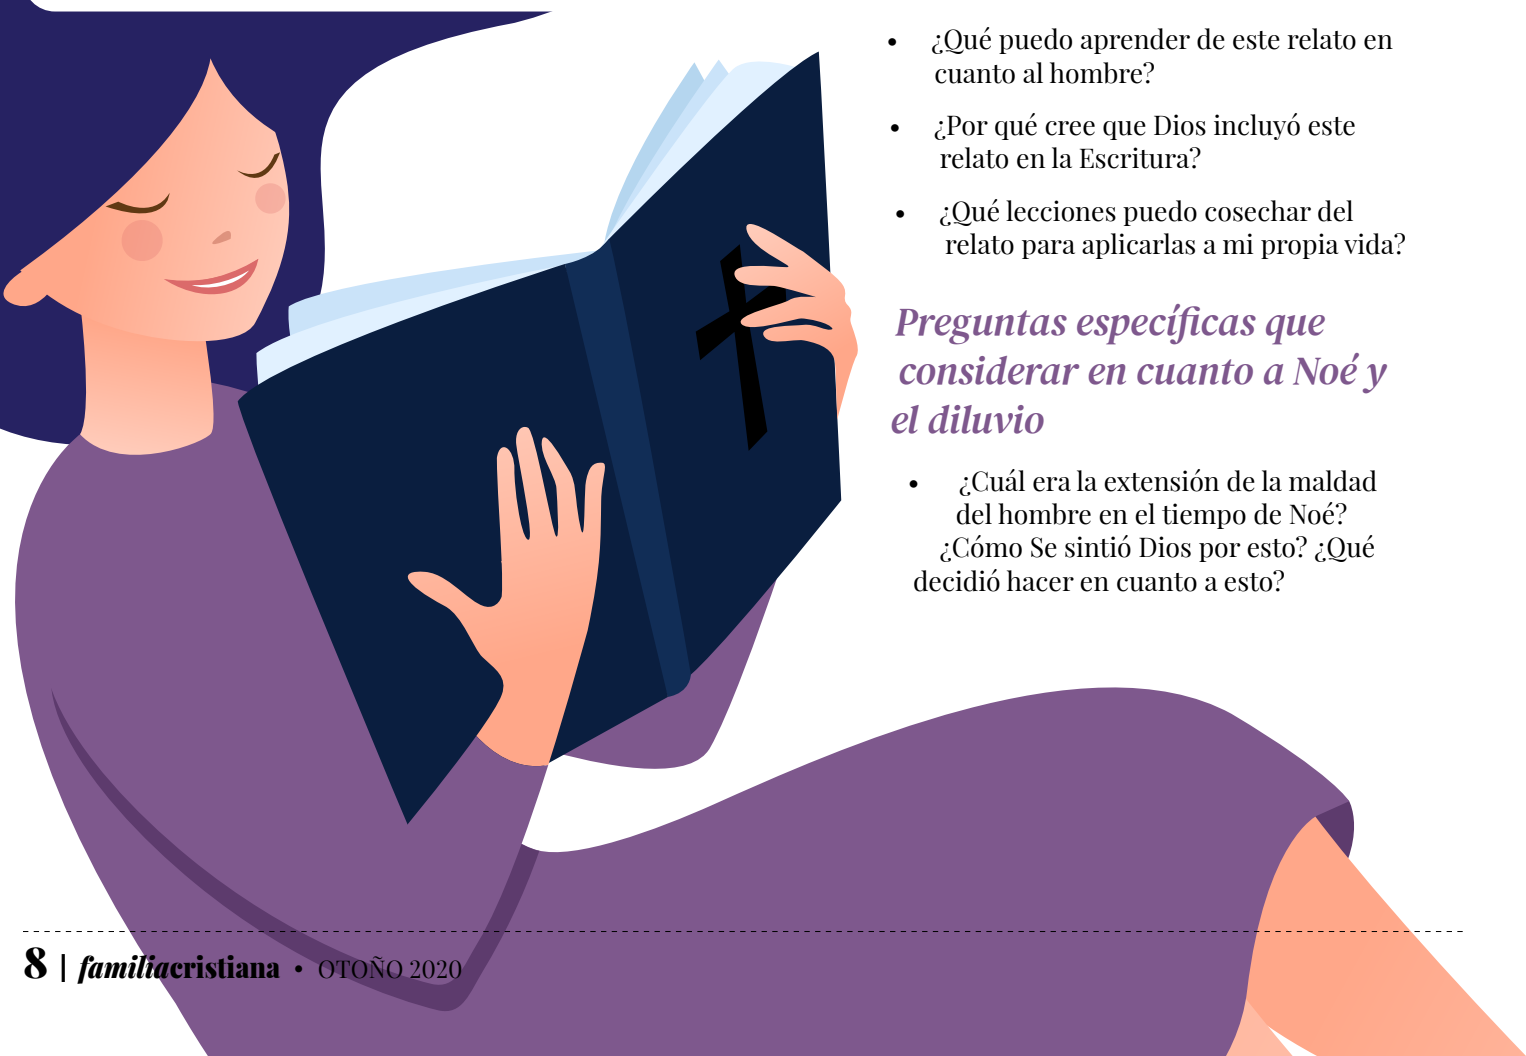 • ¿Qué puedo aprender de este relato en
cuanto al hombre?
• ¿Por qué cree que Dios incluyó este
relato en la Escritura?
• ¿Qué lecciones puedo cosechar del
relato para aplicarlas a mi propia vida?
Preguntas específicas que
considerar en cuanto a Noé y
el diluvio
• ¿Cuál era la extensión de la maldad
del hombre en el tiempo de Noé?
¿Cómo Se sintió Dios por esto? ¿Qué
decidió hacer en cuanto a esto?
8 | familiacristiana • OTOÑO 2020